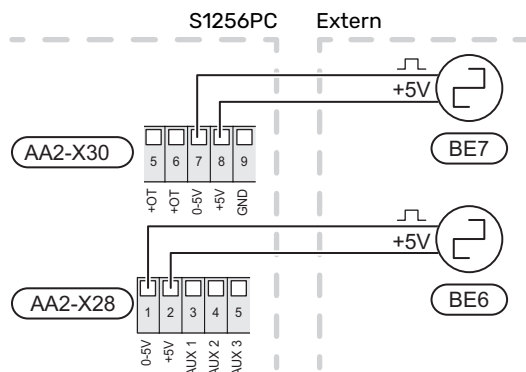 S1256PC Extern
+5V
BE7
AA2-X30
5 6 7 8 9
+OT +OT 0-5V +5V GND
+5V
BE6
AA2-X28
1 2 3 4 5
0-5V +5V AUX 1 AUX 2 AUX 3